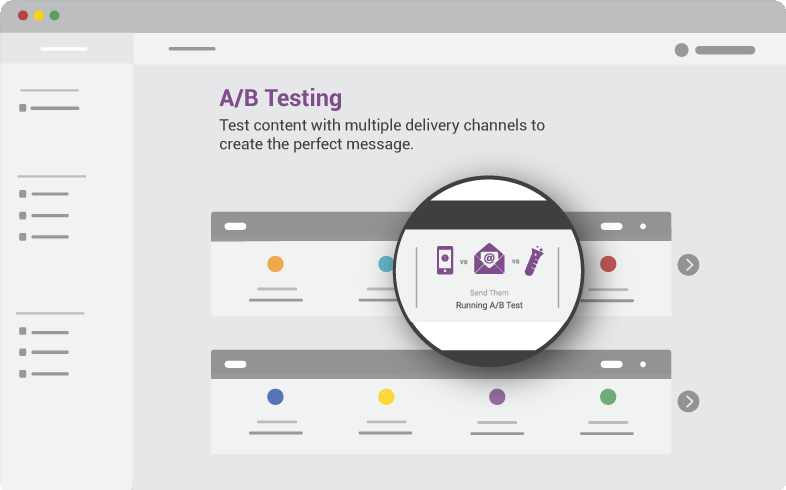 A/B Testing
Test content with multiple delivery channels to
create the perfect message.
vs vs
Send Them
Running A/B Test